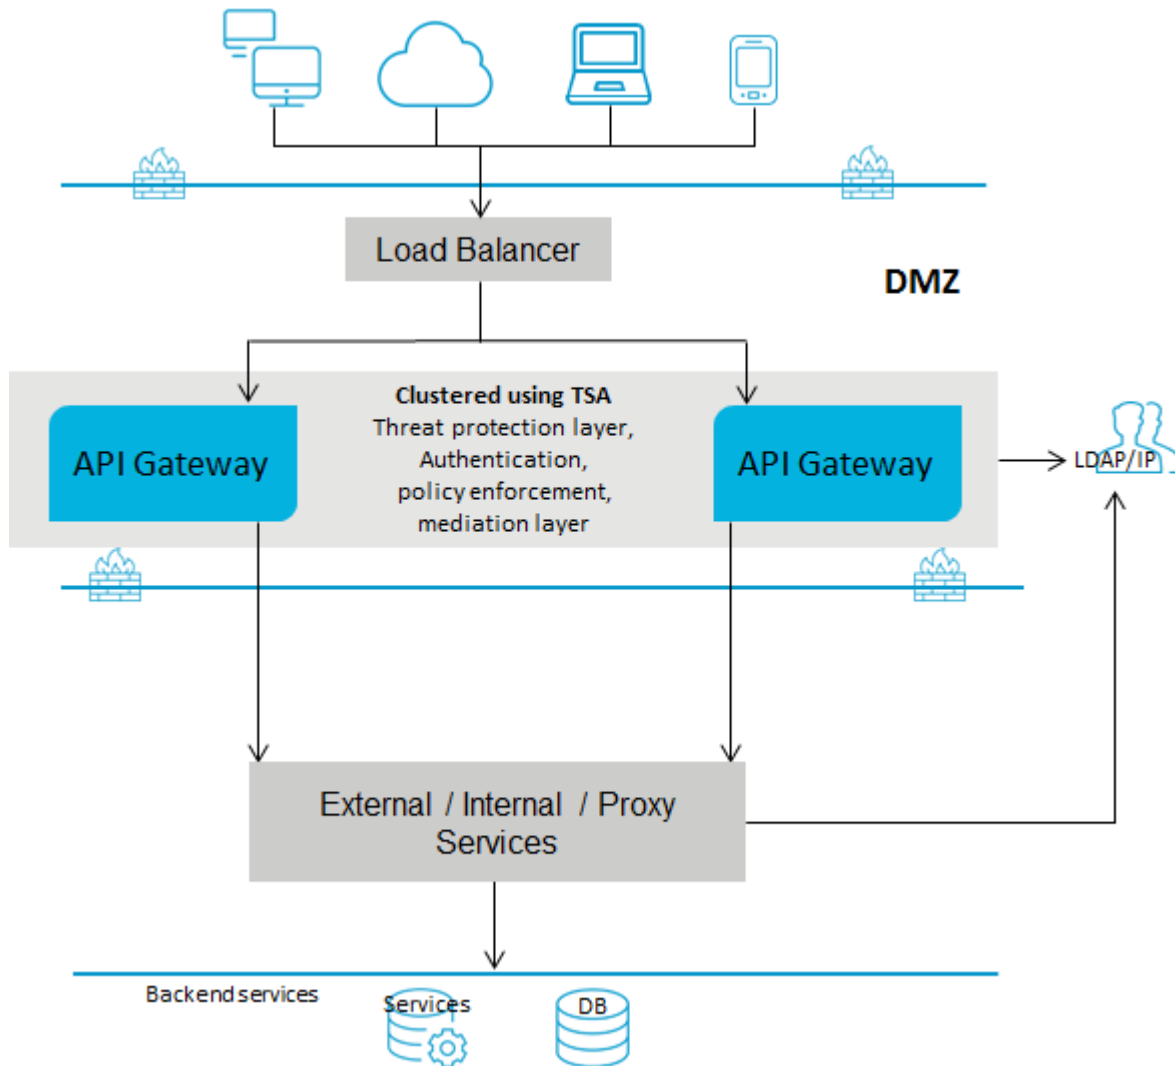 Load Balancer
DMZ
Clustered using TSA
Threat protection layer,
Authentication,
policy enforcement,
mediation layer
API Gateway
API Gateway
LDAP/IP
External / Internal / Proxy
Services
Backend services
Services
DB